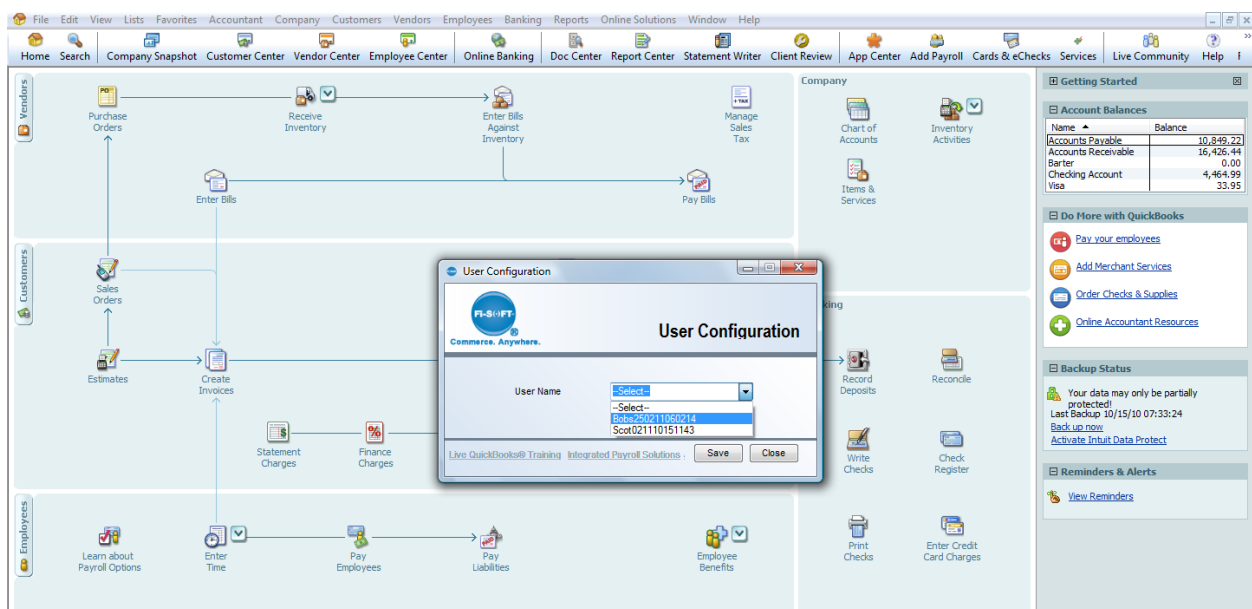 File Edit View Lists Favorites Accountant Company Customers Vendors Employees Banking Reports Online Solutions Window Help
Home Search Company Snapshot Customer Center Vendor Center Employee Center Online Banking Doc Center Report Center Statement Writer Client Review App Center Add Payroll Cards & eChecks Services Live Community Help
Vendors
PO
Purchase
Orders
Receive
Inventory
Enter Bills
Against
Inventory
+TAX
Manage
Sales
Tax
Enter Bills
PAID
Pay Bills
Customers
Sales
Orders
Estimates
Create
Invoices
Statement
Charges
Finance
Charges
Employees
Learn about
Payroll Options
Enter
Time
Pay
Employees
PAID
Pay
Liabilities
Employee
Benefits
Company
Chart of
Accounts
Inventory
Activities
Items &
Services
king
Record
Deposits
Reconcile
Write
Checks
Check
Register
Print
Checks
Enter Credit
Card Charges
User Configuration
FI-SOFT
Commerce. Anywhere.
User Configuration
User Name
--Select--
--Select--
Bobs250211060214
Scot021110151143
Live QuickBooks® Training Integrated Payroll Solutions
Save Close
Getting Started
Account Balances
Name Balance
Accounts Payable 10,849.22
Accounts Receivable 16,426.44
Barter 0.00
Checking Account 4,464.99
Visa 33.95
Do More with QuickBooks
Pay your employees
Add Merchant Services
Order Checks & Supplies
Online Accountant Resources
Backup Status
Your data may only be partially
protected!
Last Backup 10/15/10 07:33:24
Back up now
Activate Intuit Data Protect
Reminders & Alerts
View Reminders